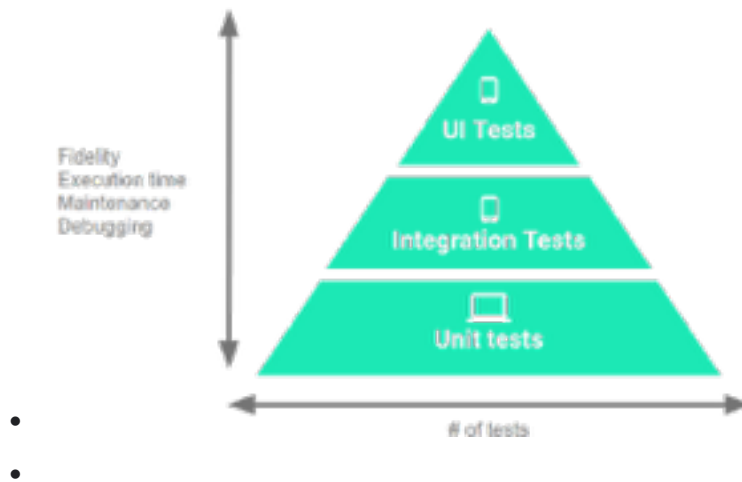 UI Tests
Fidelity
Execution time
Maintenance
Debugging
Integration Tests
Unit tests
# of tests